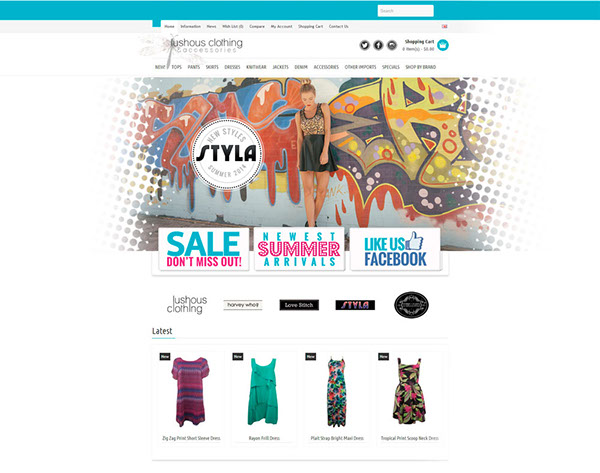 Search
Home Information News Wish List (0) Compare My Account Shopping Cart Contact Us
lushous clothing
& accessories
Shopping Cart
0 Item(s) - $0.00
NEW! TOPS PANTS SKIRTS DRESSES KNITWEAR JACKETS DENIM ACCESSORIES OTHER IMPORTS SPECIALS SHOP BY BRAND
NEW STYLES
STYLA
SUMMER 2014
SALE
DON'T MISS OUT!
NEWEST
SUMMER
ARRIVALS
LIKE US
FACEBOOK
lushous
clothing
harvey who?
Love Stitch
STYLA
Latest
New
New
New
New
Zig Zag Print Short Sleeve Dress
Rayon Frill Dress
Plait Strap Bright Maxi Dress
Tropical Print Scoop Neck Dress